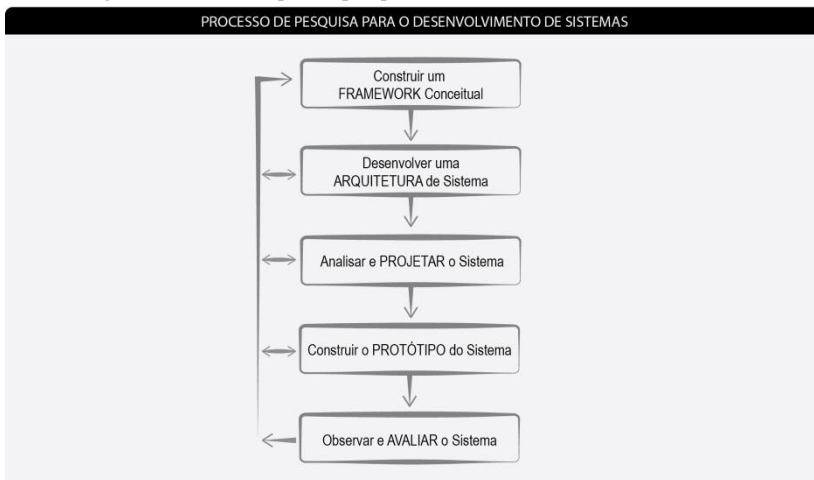 PROCESSO DE PESQUISA PARA O DESENVOLVIMENTO DE SISTEMAS
Construir um
FRAMEWORK Conceitual
Desenvolver uma
ARQUITETURA de Sistema
Analisar e PROJETAR o Sistema
Construir o PROTÓTIPO do Sistema
Observar e AVALIAR o Sistema